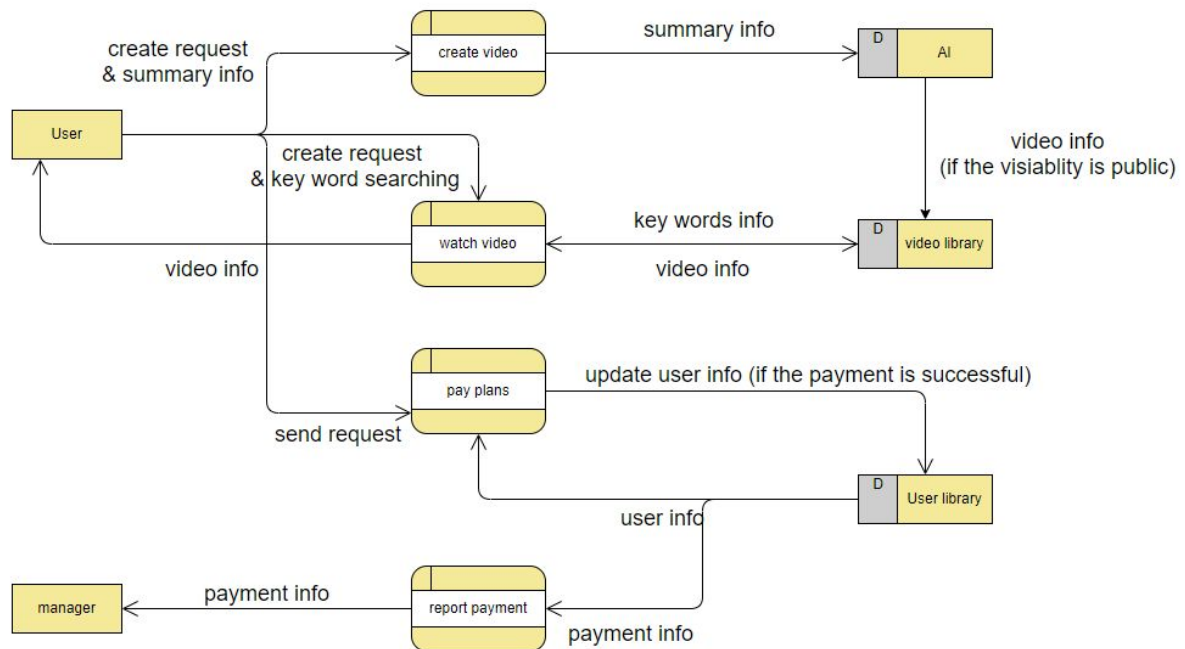 create request
& summary info
create video
summary info
D
AI
User
create request
& key word searching
video info
(if the visiablity is public)
watch video
key words info
D
video library
video info
video info
pay plans
update user info (if the payment is successful)
send request
D
User library
user info
manager
payment info
report payment
payment info